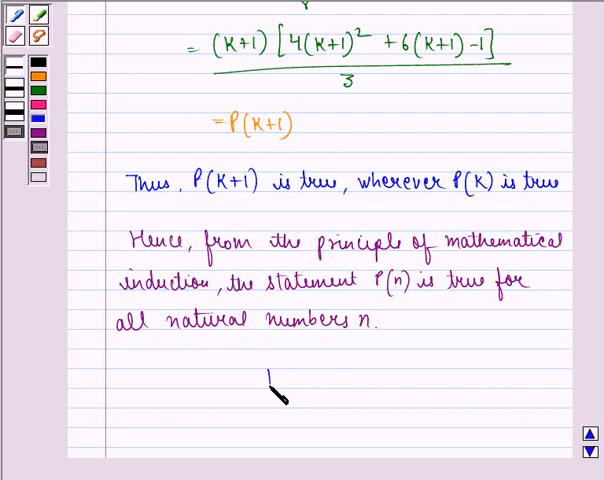 = (K+1) [4(K+1)² + 6(K+1) -1]
3
= P(K+1)
Thus, P(K+1) is true, wherever P(K) is true
Hence, from the principle of mathematical
induction, the statement P(n) is true for
all natural numbers n.